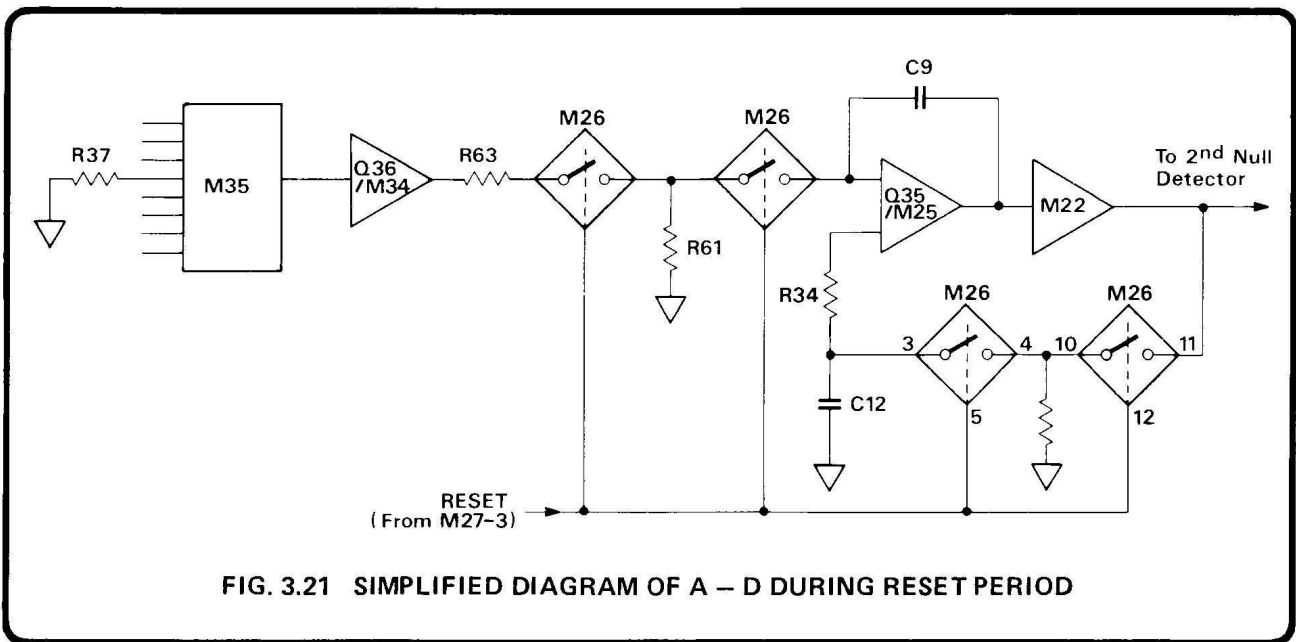 C9
M26
M26
To 2nd Null
Detector
R37
R63
M35
Q36
/M34
Q35
/M25
M22
R61
R34
M26
M26
3
4
10
11
C12
5
12
RESET
(From M27-3)
FIG. 3.21 SIMPLIFIED DIAGRAM OF A – D DURING RESET PERIOD